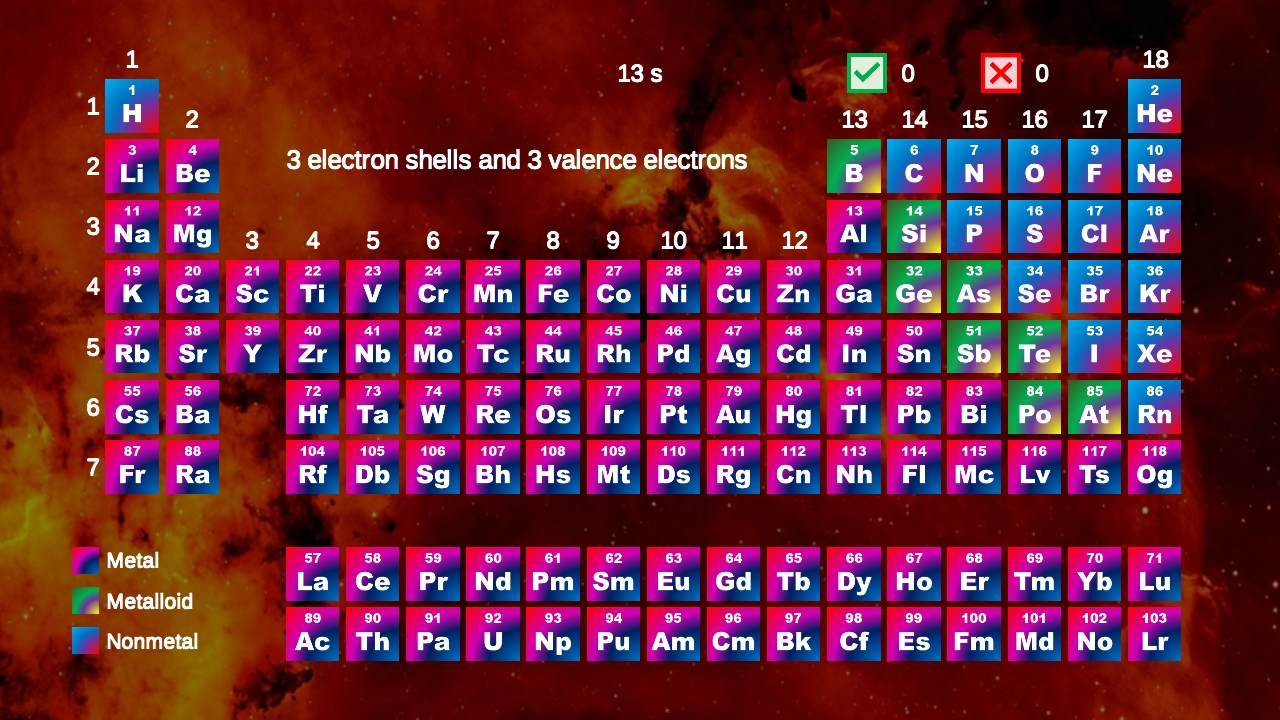 1 13 s 0 0 18
1 1 H 2 2 He
13 14 15 16 17
2 3 Li 4 Be 3 electron shells and 3 valence electrons 5 B 6 C 7 N 8 O 9 F 10 Ne
3 11 Na 12 Mg 13 Al 14 Si 15 P 16 S 17 Cl 18 Ar
3 4 5 6 7 8 9 10 11 12
4 19 K 20 Ca 21 Sc 22 Ti 23 V 24 Cr 25 Mn 26 Fe 27 Co 28 Ni 29 Cu 30 Zn 31 Ga 32 Ge 33 As 34 Se 35 Br 36 Kr
5 37 Rb 38 Sr 39 Y 40 Zr 41 Nb 42 Mo 43 Tc 44 Ru 45 Rh 46 Pd 47 Ag 48 Cd 49 In 50 Sn 51 Sb 52 Te 53 I 54 Xe
6 55 Cs 56 Ba 72 Hf 73 Ta 74 W 75 Re 76 Os 77 Ir 78 Pt 79 Au 80 Hg 81 Tl 82 Pb 83 Bi 84 Po 85 At 86 Rn
7 87 Fr 88 Ra 104 Rf 105 Db 106 Sg 107 Bh 108 Hs 109 Mt 110 Ds 111 Rg 112 Cn 113 Nh 114 Fl 115 Mc 116 Lv 117 Ts 118 Og
Metal 57 La 58 Ce 59 Pr 60 Nd 61 Pm 62 Sm 63 Eu 64 Gd 65 Tb 66 Dy 67 Ho 68 Er 69 Tm 70 Yb 71 Lu
Metalloid
Nonmetal 89 Ac 90 Th 91 Pa 92 U 93 Np 94 Pu 95 Am 96 Cm 97 Bk 98 Cf 99 Es 100 Fm 101 Md 102 No 103 Lr